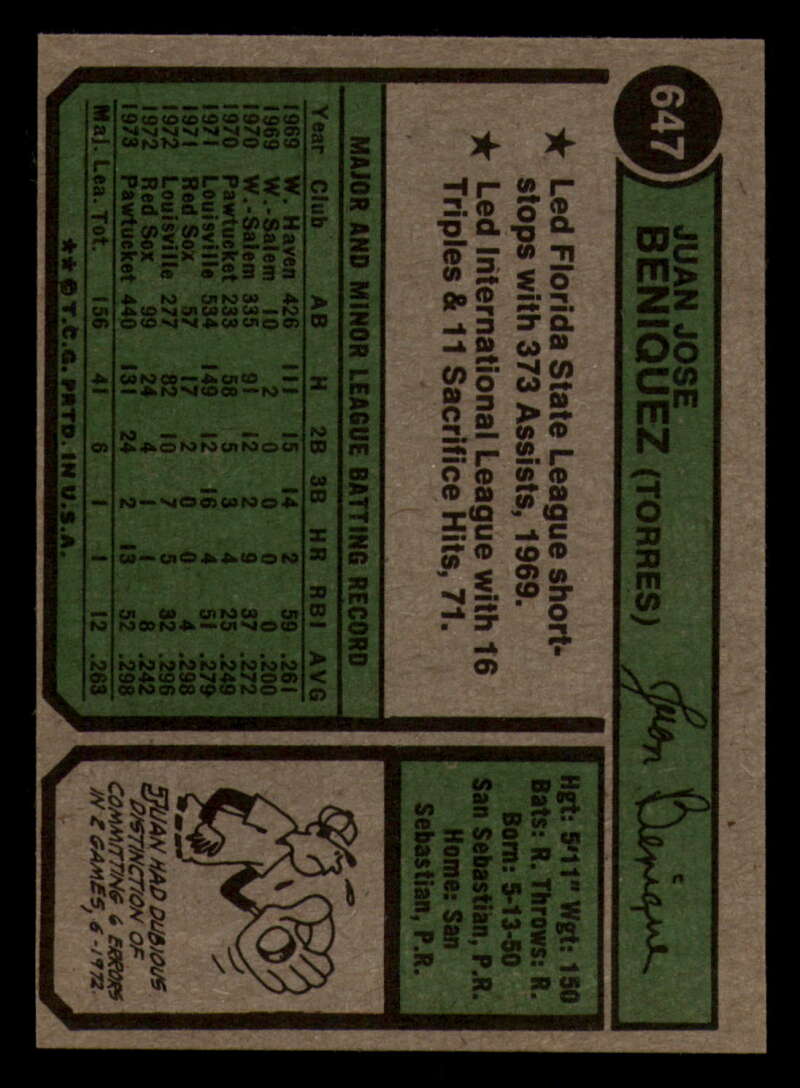 647
JUAN JOSE
BENIQUEZ (TORRES)
Juan Beniquez
★ Led Florida State League short-
stops with 373 Assists, 1969.
★ Led International League with 16
Triples & 11 Sacrifice Hits, 71.
Hgt: 5'11" Wgt: 150
Bats: R. Throws: R.
Born: 5-13-50
San Sebastian, P.R.
Home: San
Sebastian, P.R.
MAJOR AND MINOR LEAGUE BATTING RECORD
Year Club AB H 2B 3B HR RBI AVG
1969 W. Haven 426 111 15 14 2 59 .261
1969 W.-Salem 10 2 0 0 0 0 .200
1970 W.-Salem 335 91 12 2 9 37 .272
1970 Pawtucket 233 58 5 3 4 25 .249
1971 Louisville 534 149 12 16 4 51 .279
1971 Red Sox 57 17 2 0 0 4 .298
1972 Louisville 277 82 10 7 5 32 .296
1972 Red Sox 99 24 4 1 1 8 .242
1973 Pawtucket 440 131 24 2 13 52 .298
Maj. Lea. Tot. 156 41 6 1 1 12 .263
★★© T.C.G. PRTD. IN U.S.A.
JUAN HAD DUBIOUS
DISTINCTION OF
COMMITTING 6 ERRORS
IN 2 GAMES, 6-1972.